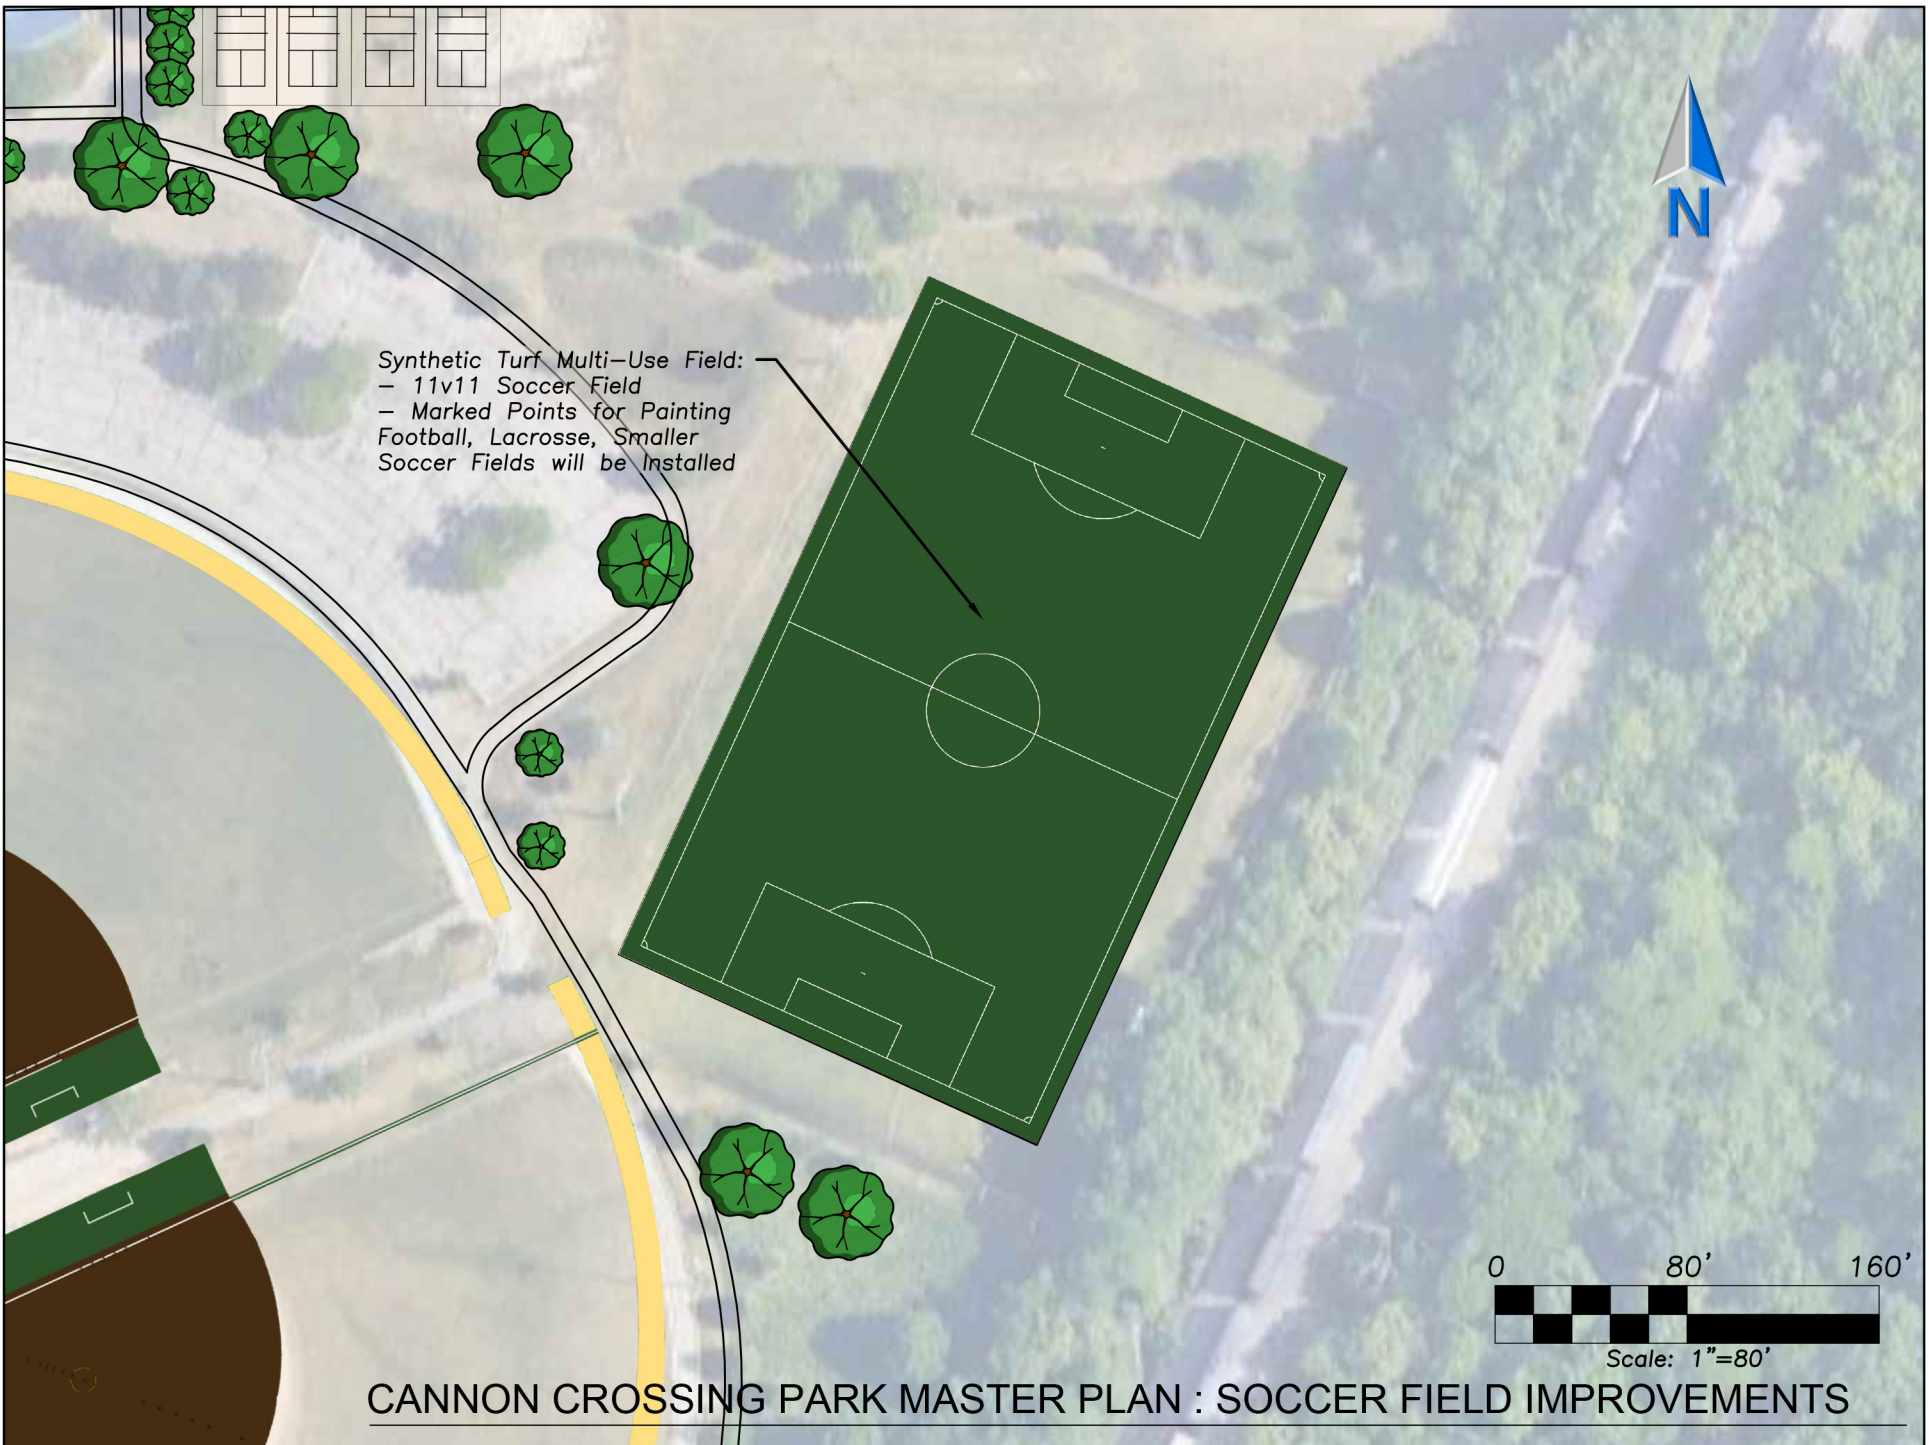 N
Synthetic Turf Multi-Use Field:
- 11v11 Soccer Field
- Marked Points for Painting
Football, Lacrosse, Smaller
Soccer Fields will be Installed
0 80' 160'
Scale: 1"=80'
CANNON CROSSING PARK MASTER PLAN : SOCCER FIELD IMPROVEMENTS